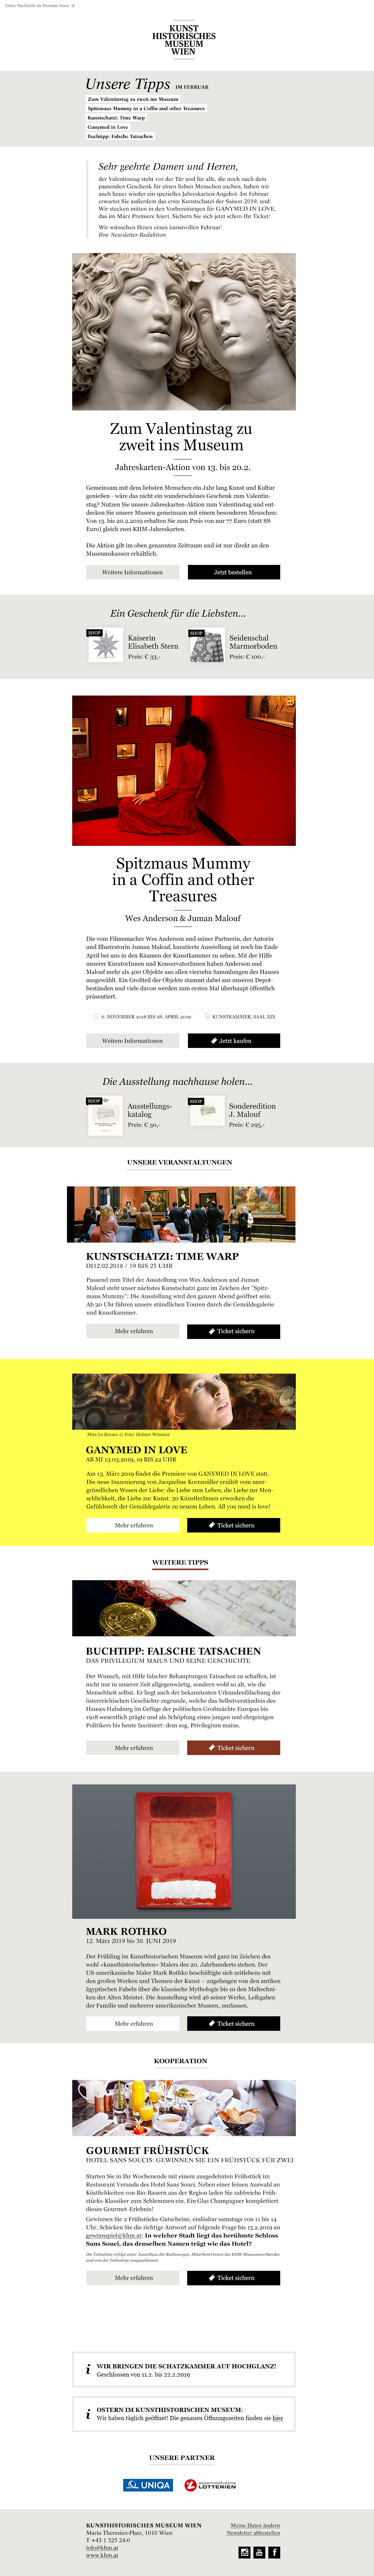 Diese Nachricht im Browser lesen →
KUNST
HISTORISCHES
MUSEUM
WIEN
Unsere Tipps IM FEBRUAR
Zum Valentinstag zu zweit ins Museum
Spitzmaus Mummy in a Coffin and other Treasures
Kunstschatzi: Time Warp
Ganymed in Love
Buchtipp: Falsche Tatsachen
Sehr geehrte Damen und Herren,
der Valentinstag steht vor der Tür und für alle, die noch nach dem
passenden Geschenk für einen lieben Menschen suchen, haben wir
auch heuer wieder ein spezielles Jahreskarten-Angebot. Im Februar
erwartet Sie außerdem das erste Kunstschatzi der Saison 2019, und:
Wir stecken mitten in den Vorbereitungen für GANYMED IN LOVE,
das im März Premiere feiert. Sichern Sie sich jetzt schon Ihr Ticket!
Wir wünschen Ihnen einen kunstvollen Februar!
Ihre Newsletter-Redaktion
Zum Valentinstag zu
zweit ins Museum
Jahreskarten-Aktion von 13. bis 20.2.
Gemeinsam mit dem liebsten Menschen ein Jahr lang Kunst und Kultur
genießen - wäre das nicht ein wunderschönes Geschenk zum Valentins-
tag? Nutzen Sie unsere Jahreskarten-Aktion zum Valentinstag und ent-
decken Sie unsere Museen gemeinsam mit einem besonderen Menschen:
Von 13. bis 20.2.2019 erhalten Sie zum Preis von nur 77 Euro (statt 88
Euro) gleich zwei KHM-Jahreskarten.
Die Aktion gilt im oben genannten Zeitraum und ist nur direkt an den
Museumskassen erhältlich.
Weitere Informationen
Jetzt bestellen
Ein Geschenk für die Liebsten...
SHOP
Kaiserin
Elisabeth Stern
Preis: € 33,-
SHOP
Seidenschal
Marmorboden
Preis: € 100,-
Spitzmaus Mummy
in a Coffin and other
Treasures
Wes Anderson & Juman Malouf
Die vom Filmemacher Wes Anderson und seiner Partnerin, der Autorin
und Illustratorin Juman Malouf, kuratierte Ausstellung ist noch bis Ende
April bei uns in den Räumen der Kunstkammer zu sehen. Mit der Hilfe
unserer KuratorInnen und KonservatorInnen haben Anderson und
Malouf mehr als 400 Objekte aus allen vierzehn Sammlungen des Hauses
ausgewählt. Ein Großteil der Objekte stammt dabei aus unseren Depot-
beständen und viele davon werden zum ersten Mal überhaupt öffentlich
präsentiert.
6. NOVEMBER 2018 BIS 28. APRIL 2019
KUNSTKAMMER, SAAL XIX
Weitere Informationen
Jetzt kaufen
Die Ausstellung nachhause holen...
SHOP
Ausstellungs-
katalog
Preis: € 30,-
SHOP
Sonderedition
J. Malouf
Preis: € 295,-
UNSERE VERANSTALTUNGEN
KUNSTSCHATZI: TIME WARP
DI12.02.2018 / 19 BIS 23 UHR
Passend zum Titel der Ausstellung von Wes Anderson und Juman
Malouf steht unser nächstes Kunstschatzi ganz im Zeichen der "Spitz-
maus Mummy": Die Ausstellung wird den ganzen Abend geöffnet sein.
Ab 20 Uhr führen unsere stündlichen Touren durch die Gemäldegalerie
und Kunstkammer.
Mehr erfahren
Ticket sichern
Mira Lu Kovacs © Foto: Helmut Wimmer
GANYMED IN LOVE
AB MI 13.03.2019, 19 BIS 22 UHR
Am 13. März 2019 findet die Premiere von GANYMED IN LOVE statt.
Die neue Inszenierung von Jacqueline Kornmüller erzählt vom uner-
gründlichen Wesen der Liebe: die Liebe zum Leben, die Liebe zur Men-
schlichkeit, die Liebe zur Kunst. 30 KünstlerInnen erwecken die
Gefühlswelt der Gemäldegalerie zu neuem Leben. All you need is love!
Mehr erfahren
Ticket sichern
WEITERE TIPPS
BUCHTIPP: FALSCHE TATSACHEN
DAS PRIVILEGIUM MAIUS UND SEINE GESCHICHTE
Der Wunsch, mit Hilfe falscher Behauptungen Tatsachen zu schaffen, ist
nicht nur in unserer Zeit allgegenwärtig, sondern wohl so alt, wie die
Menschheit selbst. Er liegt auch der bekanntesten Urkundenfälschung der
österreichischen Geschichte zugrunde, welche das Selbstverständnis des
Hauses Habsburg im Gefüge der politischen Großmächte Europas bis
1918 wesentlich prägte und als Schöpfung eines jungen und ehrgeizigen
Politikers bis heute fasziniert: dem sog. Privilegium maius.
Mehr erfahren
Ticket sichern
MARK ROTHKO
12. März 2019 bis 30. JUNI 2019
Der Frühling im Kunsthistorischen Museum wird ganz im Zeichen des
wohl »kunsthistorischsten« Malers des 20. Jahrhunderts stehen. Der
US-amerikanische Maler Mark Rothko beschäftigte sich zeitlebens mit
den großen Werken und Themen der Kunst – angefangen von den antiken
ägyptischen Fabeln über die klassische Mythologie bis zu den Maltechni-
ken der Alten Meister. Die Ausstellung wird 46 seiner Werke, Leihgaben
der Familie und mehrerer amerikanischer Museen, umfassen.
Mehr erfahren
Ticket sichern
KOOPERATION
GOURMET FRÜHSTÜCK
HOTEL SANS SOUCIS: GEWINNEN SIE EIN FRÜHSTÜCK FÜR ZWEI
Starten Sie in Ihr Wochenende mit einem ausgedehnten Frühstück im
Restaurant Veranda des Hotel Sans Souci. Neben einer feinen Auswahl an
Köstlichkeiten von Bio-Bauern aus der Region laden Sie zahlreiche Früh-
stücks-Klassiker zum Schlemmen ein. Ein Glas Champagner komplettiert
dieses Gourmet-Erlebnis!
Gewinnen Sie 2 Frühstücks-Gutscheine, einlösbar samstags von 11 bis 14
Uhr. Schicken Sie die richtige Antwort auf folgende Frage bis 15.2.2019 an
gewinnspiel@khm.at: In welcher Stadt liegt das berühmte Schloss
Sans Souci, das denselben Namen trägt wie das Hotel?
Die Teilnahme erfolgt unter Ausschluss des Rechtsweges. MitarbeiterInnen des KHM-Museumsverbandes
sind von der Teilnahme ausgeschlossen.
Mehr erfahren
Ticket sichern
i
WIR BRINGEN DIE SCHATZKAMMER AUF HOCHGLANZ!
Geschlossen von 11.2. bis 22.2.2019
i
OSTERN IM KUNSTHISTORISCHEN MUSEUM:
Wir haben täglich geöffnet! Die genauen Öffnungszeiten finden sie hier
UNSERE PARTNER
UNIQA
österreichische
LOTTERIEN
KUNSTHISTORISCHES MUSEUM WIEN
Maria Theresien-Platz, 1010 Wien
T +43 1 525 24-0
info@khm.at
www.khm.at
Meine Daten ändern
Newsletter abbestellen